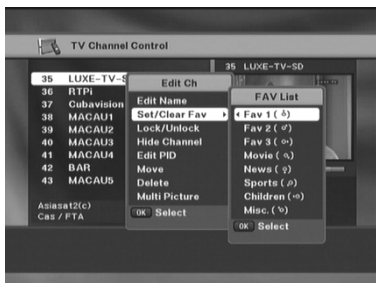 TV Channel Control
35 LUXE-TV-SD
35 LUXE-TV-S
36 RTPi
37 Cubavision
38 MACAU1
39 MACAU2
40 MACAU3
41 MACAU4
42 BAR
43 MACAU5
Asiasat2(c)
Cas / FTA
Edit Ch
Edit Name
Set/Clear Fav
Lock/Unlock
Hide Channel
Edit PID
Move
Delete
Multi Picture
OK Select
FAV List
Fav 1 ( )
Fav 2 ( )
Fav 3 ( )
Movie ( )
News ( )
Sports ( )
Children ( )
Misc. ( )
OK Select